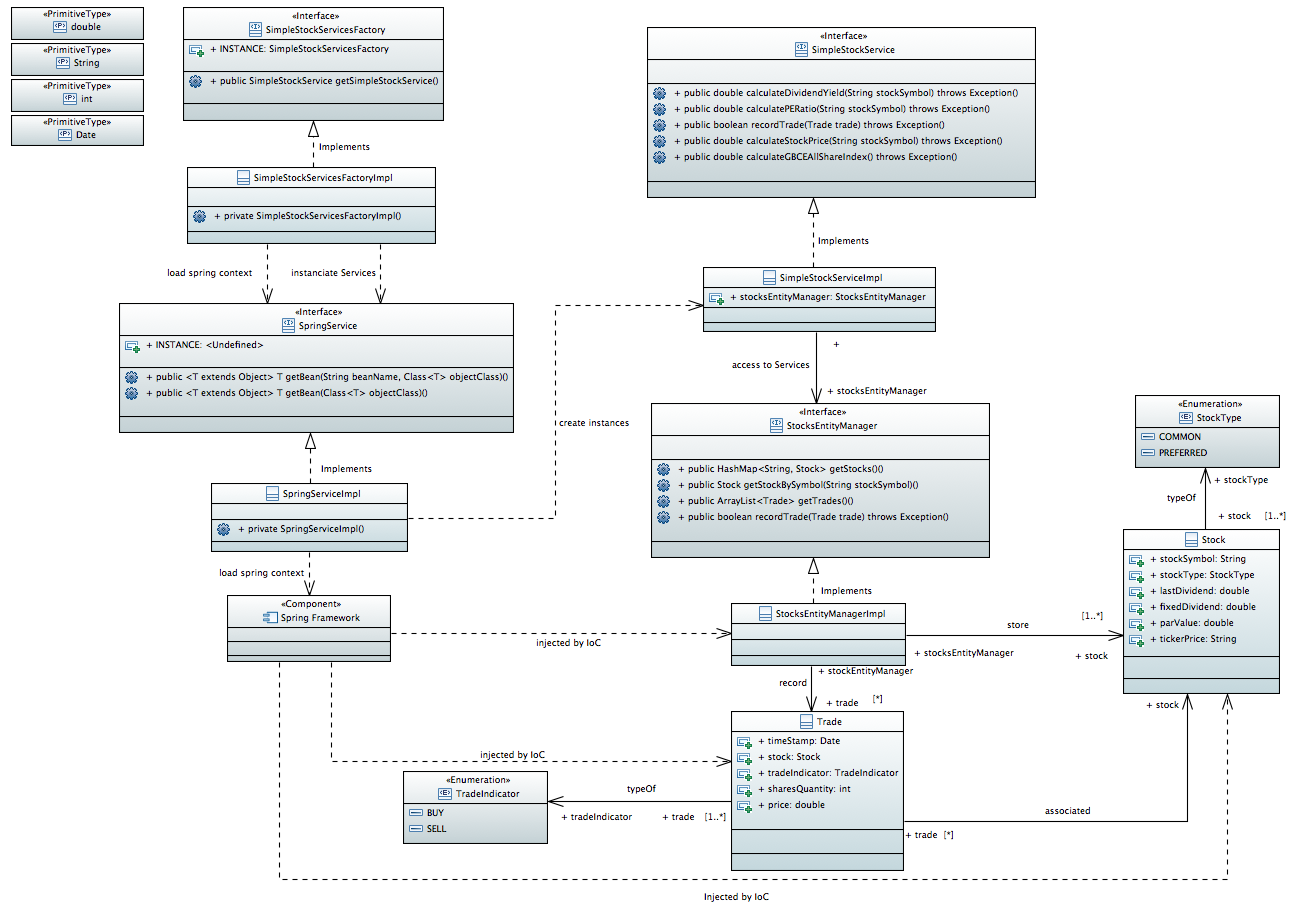 «PrimitiveType»
double
«PrimitiveType»
String
«PrimitiveType»
int
«PrimitiveType»
Date
«Interface»
SimpleStockServicesFactory
+ INSTANCE: SimpleStockServicesFactory
+ public SimpleStockService getSimpleStockService()
Implements
SimpleStockServicesFactoryImpl
+ private SimpleStockServicesFactoryImpl()
load spring context
instanciate Services
«Interface»
SpringService
+ INSTANCE: <Undefined>
+ public <T extends Object> T getBean(String beanName, Class<T> objectClass)()
+ public <T extends Object> T getBean(Class<T> objectClass)()
Implements
SpringServiceImpl
+ private SpringServiceImpl()
load spring context
«Component»
Spring Framework
«Interface»
SimpleStockService
+ public double calculateDividendYield(String stockSymbol) throws Exception()
+ public double calculatePERatio(String stockSymbol) throws Exception()
+ public boolean recordTrade(Trade trade) throws Exception()
+ public double calculateStockPrice(String stockSymbol) throws Exception()
+ public double calculateGBCEAllShareIndex() throws Exception()
Implements
SimpleStockServiceImpl
+ stocksEntityManager: StocksEntityManager
create instances
+
access to Services
+ stocksEntityManager
«Interface»
StocksEntityManager
+ public HashMap<String, Stock> getStocks()()
+ public Stock getStockBySymbol(String stockSymbol)()
+ public ArrayList<Trade> getTrades()()
+ public boolean recordTrade(Trade trade) throws Exception()
Implements
StocksEntityManagerImpl
injected by IoC
«Enumeration»
StockType
COMMON
PREFERRED
+ stockType
typeOf
+ stock [1..*]
Stock
+ stockSymbol: String
+ stockType: StockType
+ lastDividend: double
+ fixedDividend: double
+ parValue: double
+ tickerPrice: String
[1..*]
store
+ stocksEntityManager
+ stock
+ stockEntityManager
record
+ trade [*]
Trade
+ timeStamp: Date
+ stock: Stock
+ tradeIndicator: TradeIndicator
+ sharesQuantity: int
+ price: double
injected by IoC
«Enumeration»
TradeIndicator
BUY
SELL
typeOf
+ tradeIndicator
+ trade [1..*]
+ stock
associated
+ trade [*]
Injected by IoC